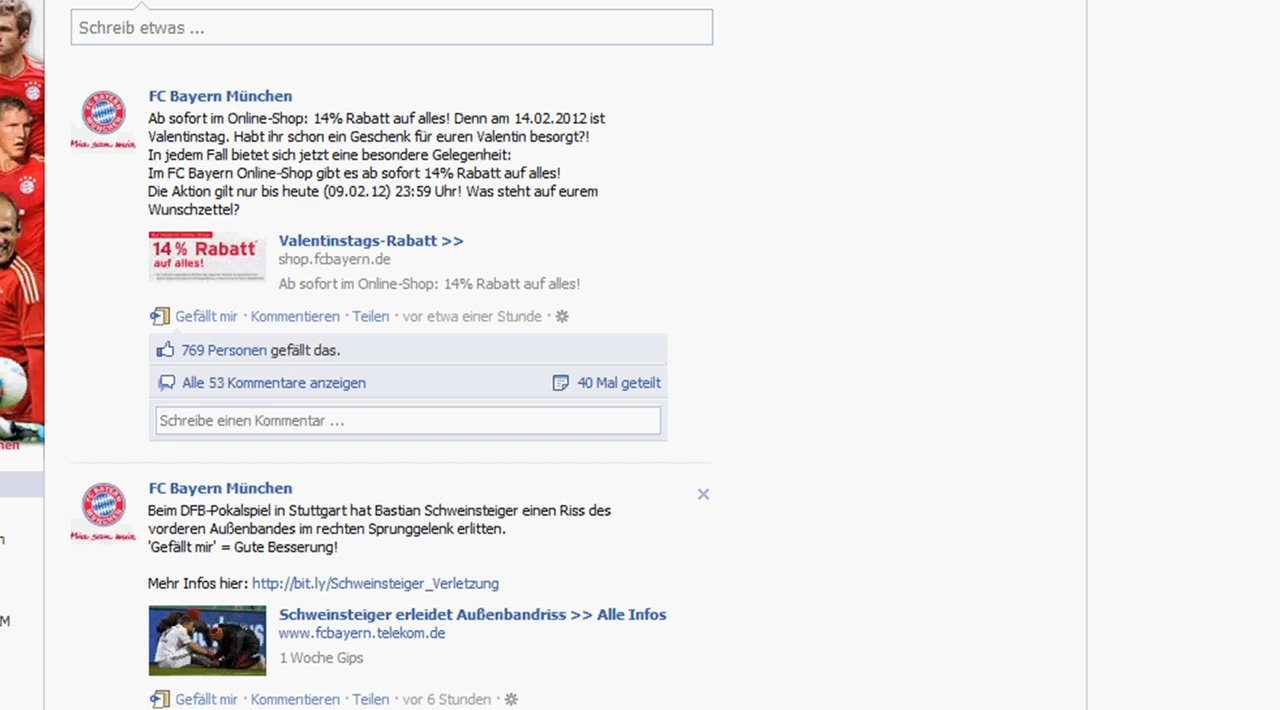 Schreib etwas ...
FC Bayern München
Ab sofort im Online-Shop: 14% Rabatt auf alles! Denn am 14.02.2012 ist
Valentinstag. Habt ihr schon ein Geschenk für euren Valentin besorgt?!
In jedem Fall bietet sich jetzt eine besondere Gelegenheit:
Im FC Bayern Online-Shop gibt es ab sofort 14% Rabatt auf alles!
Die Aktion gilt nur bis heute (09.02.12) 23:59 Uhr! Was steht auf eurem
Wunschzettel?
Mia san mia
14% Rabatt
auf alles!
Valentinstags-Rabatt >>
shop.fcbayern.de
Ab sofort im Online-Shop: 14% Rabatt auf alles!
Gefällt mir · Kommentieren · Teilen · vor etwa einer Stunde ·
769 Personen gefällt das.
Alle 53 Kommentare anzeigen
40 Mal geteilt
Schreibe einen Kommentar ...
FC Bayern München
Beim DFB-Pokalspiel in Stuttgart hat Bastian Schweinsteiger einen Riss des
vorderen Außenbandes im rechten Sprunggelenk erlitten.
'Gefällt mir' = Gute Besserung!
Mia san mia
Mehr Infos hier: http://bit.ly/Schweinsteiger_Verletzung
Schweinsteiger erleidet Außenbandriss >> Alle Infos
www.fcbayern.telekom.de
1 Woche Gips
Gefällt mir · Kommentieren · Teilen · vor 6 Stunden ·